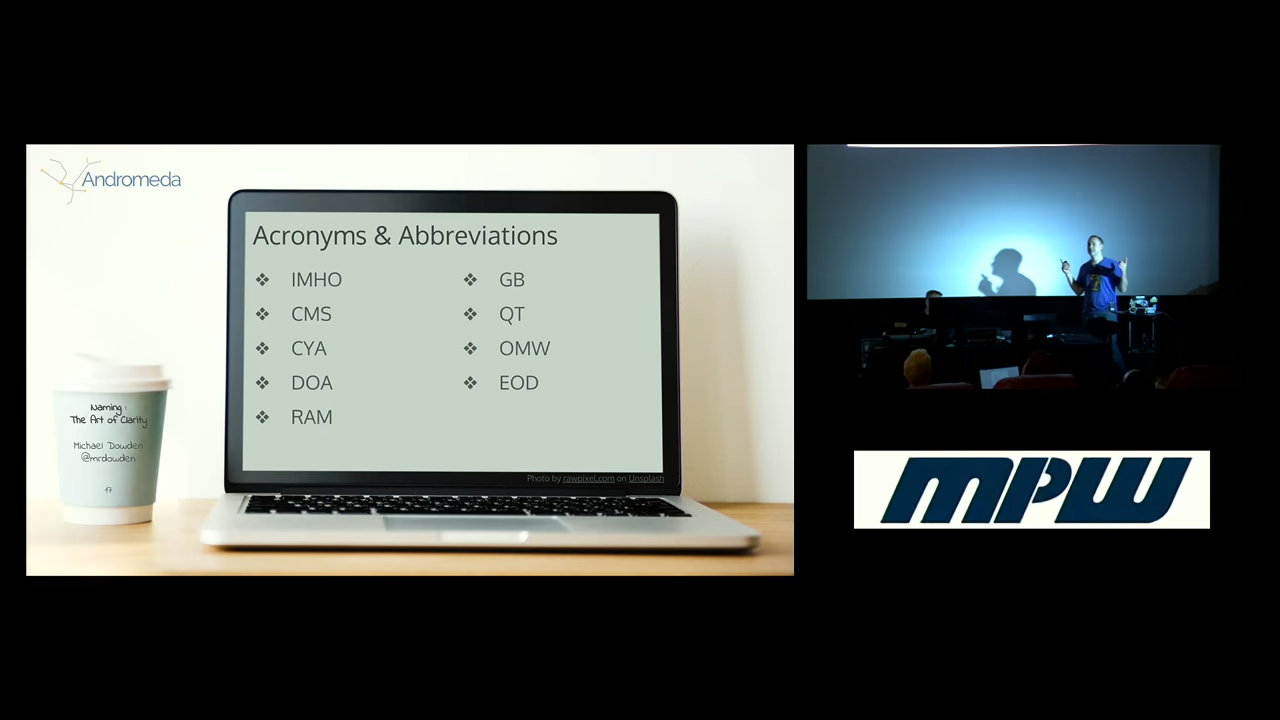 Andromeda
Acronyms & Abbreviations
❖ IMHO
❖ CMS
❖ CYA
❖ DOA
❖ RAM
❖ GB
❖ QT
❖ OMW
❖ EOD
Photo by rawpixel.com on Unsplash
Naming:
The Art of Clarity
Michael Dowden
@mrdowden
17
MPW